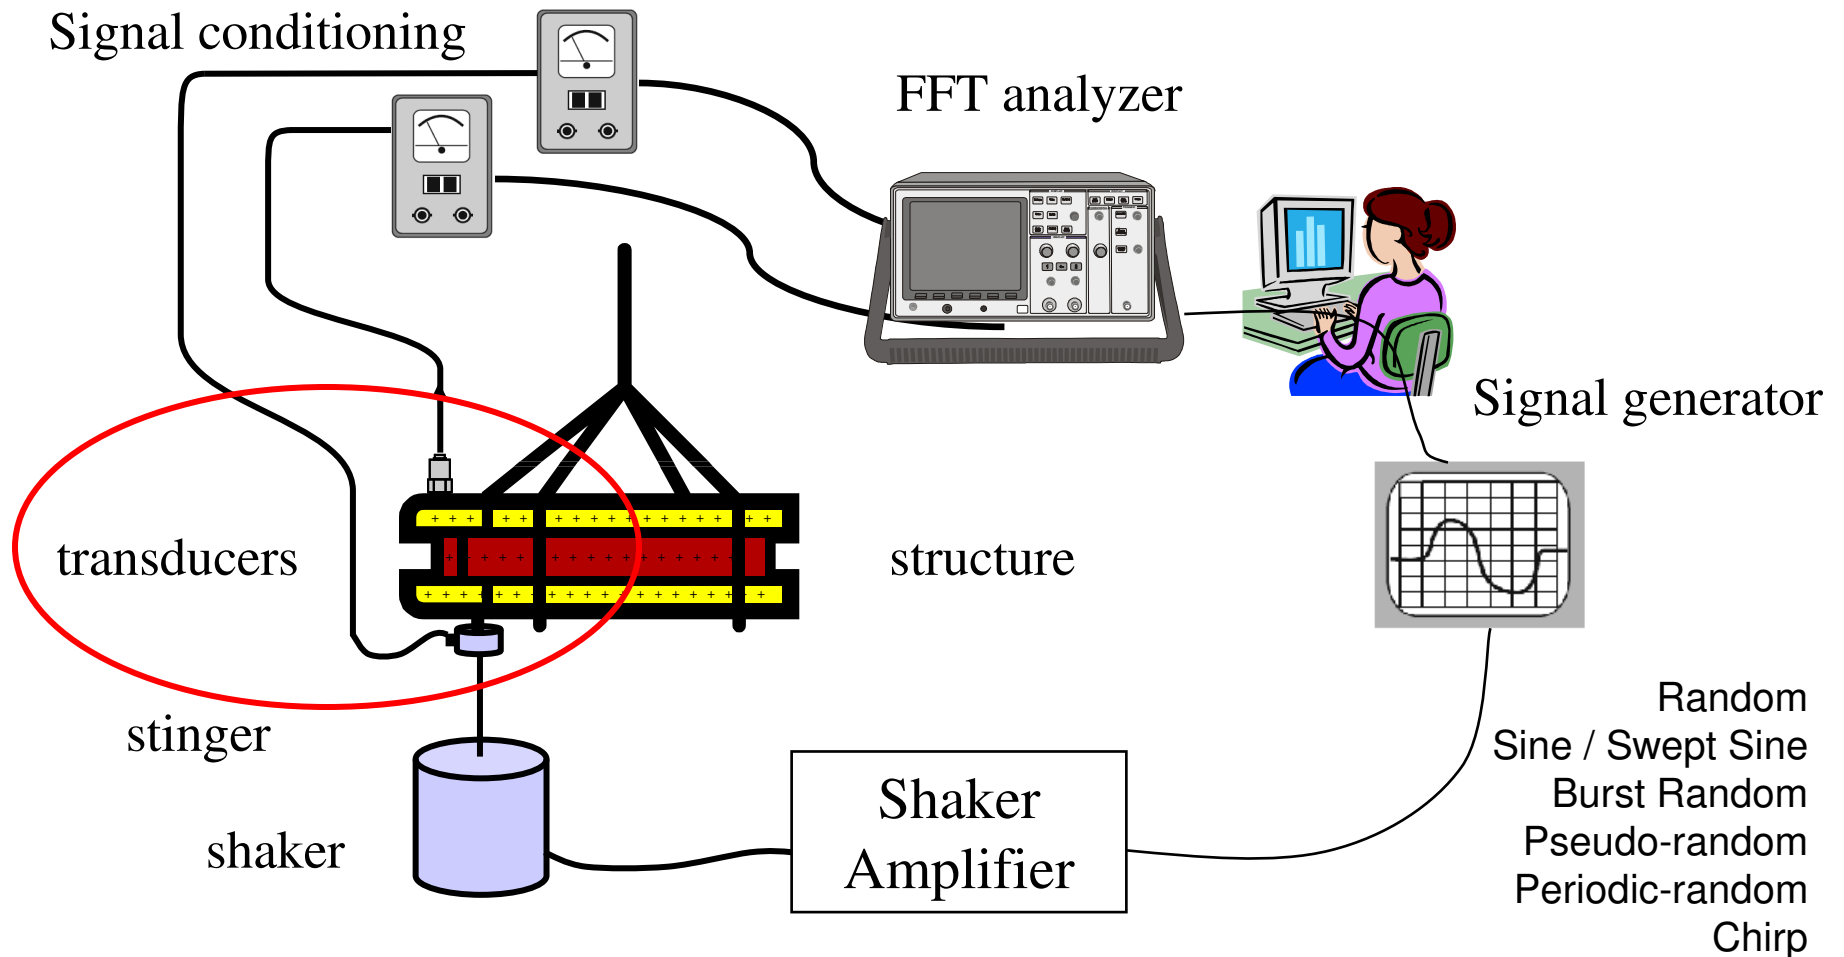 Signal conditioning
FFT analyzer
Signal generator
transducers
structure
stinger
shaker
Shaker
Amplifier
Random
Sine / Swept Sine
Burst Random
Pseudo-random
Periodic-random
Chirp